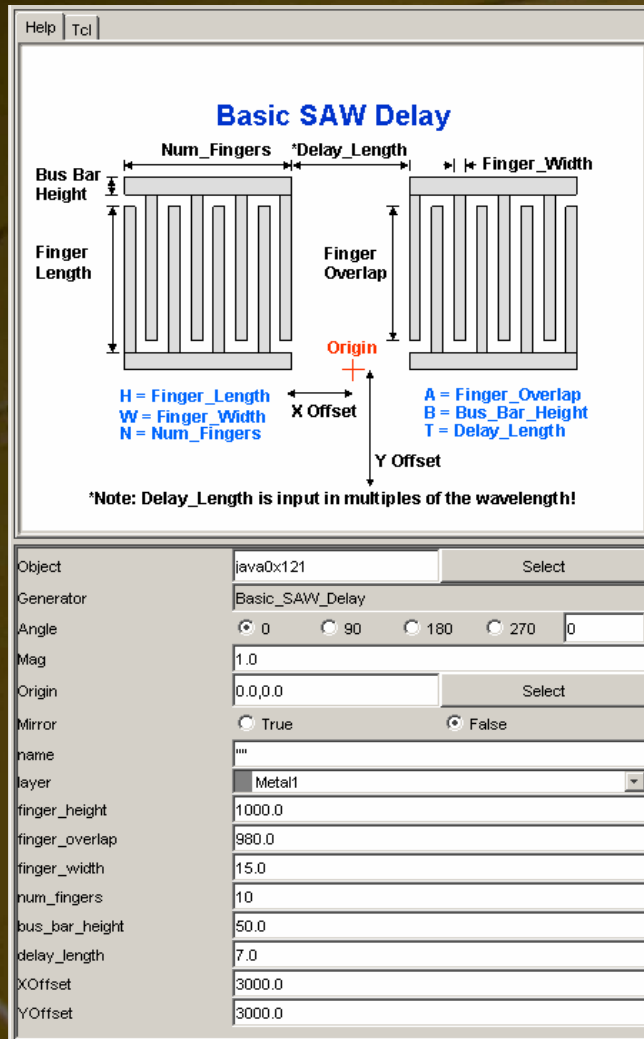 Help Tcl
Basic SAW Delay
Num_Fingers *Delay_Length Finger_Width
Bus Bar
Height
Finger
Length
Finger
Overlap
Origin
X Offset
H = Finger_Length
W = Finger_Width
N = Num_Fingers
A = Finger_Overlap
B = Bus_Bar_Height
T = Delay_Length
Y Offset
*Note: Delay_Length is input in multiples of the wavelength!
Object java0x121 Select
Generator Basic_SAW_Delay
Angle 0 90 180 270 0
Mag 1.0
Origin 0.0,0.0 Select
Mirror True False
name ""
layer Metal1
finger_height 1000.0
finger_overlap 980.0
finger_width 15.0
num_fingers 10
bus_bar_height 50.0
delay_length 7.0
XOffset 3000.0
YOffset 3000.0